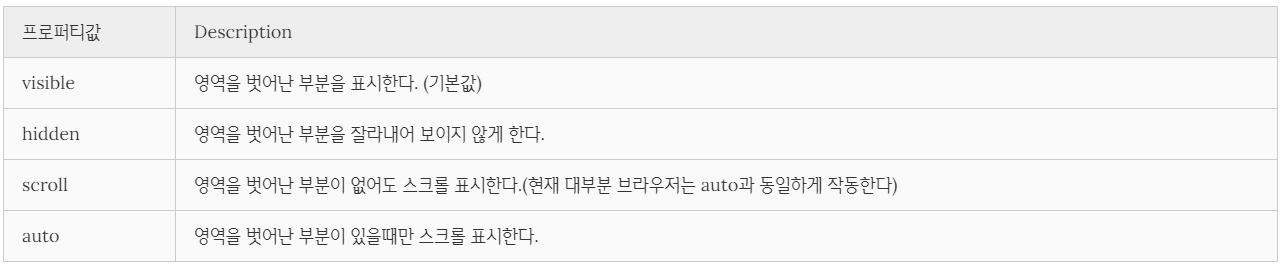 프로퍼티값 Description
visible 영역을 벗어난 부분을 표시한다. (기본값)
hidden 영역을 벗어난 부분을 잘라내어 보이지 않게 한다.
scroll 영역을 벗어난 부분이 없어도 스크롤 표시한다.(현재 대부분 브라우저는 auto과 동일하게 작동한다)
auto 영역을 벗어난 부분이 있을때만 스크롤 표시한다.